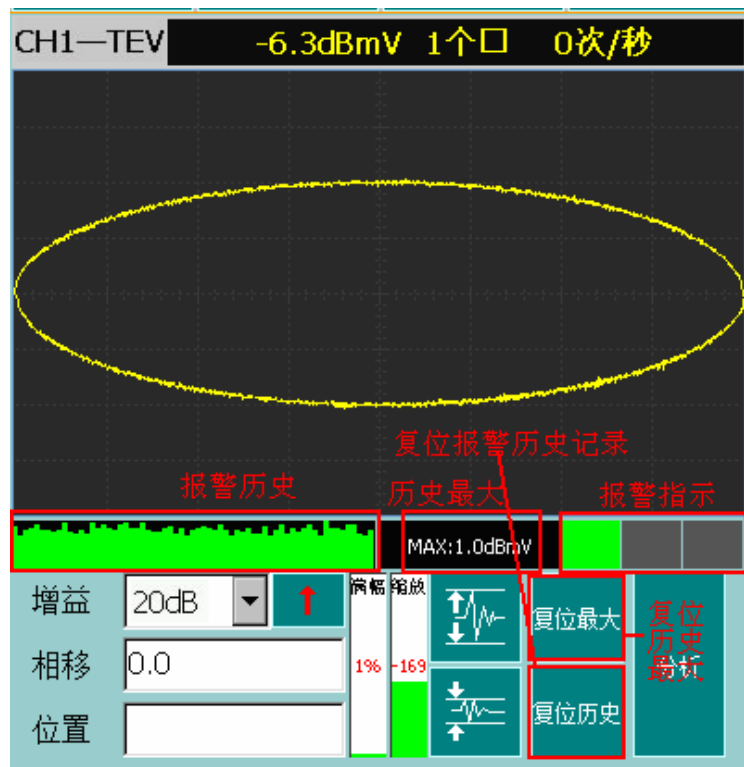 CH1—TEV -6.3dBmV 1个口 0次/秒
复位报警历史记录
报警历史 历史最大 报警指示
MAX:1.0dBmV
增益 20dB 满幅 缩放 复位最大 复位历史最大
相移 0.0 1% -169 分析
位置 复位历史